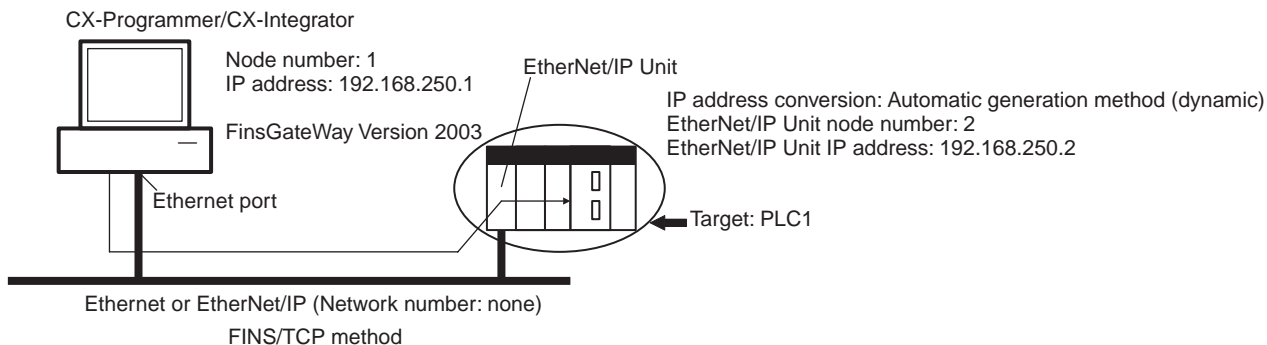 CX-Programmer/CX-Integrator
Node number: 1
IP address: 192.168.250.1
FinsGateWay Version 2003
Ethernet port
EtherNet/IP Unit
IP address conversion: Automatic generation method (dynamic)
EtherNet/IP Unit node number: 2
EtherNet/IP Unit IP address: 192.168.250.2
Target: PLC1
Ethernet or EtherNet/IP (Network number: none)
FINS/TCP method